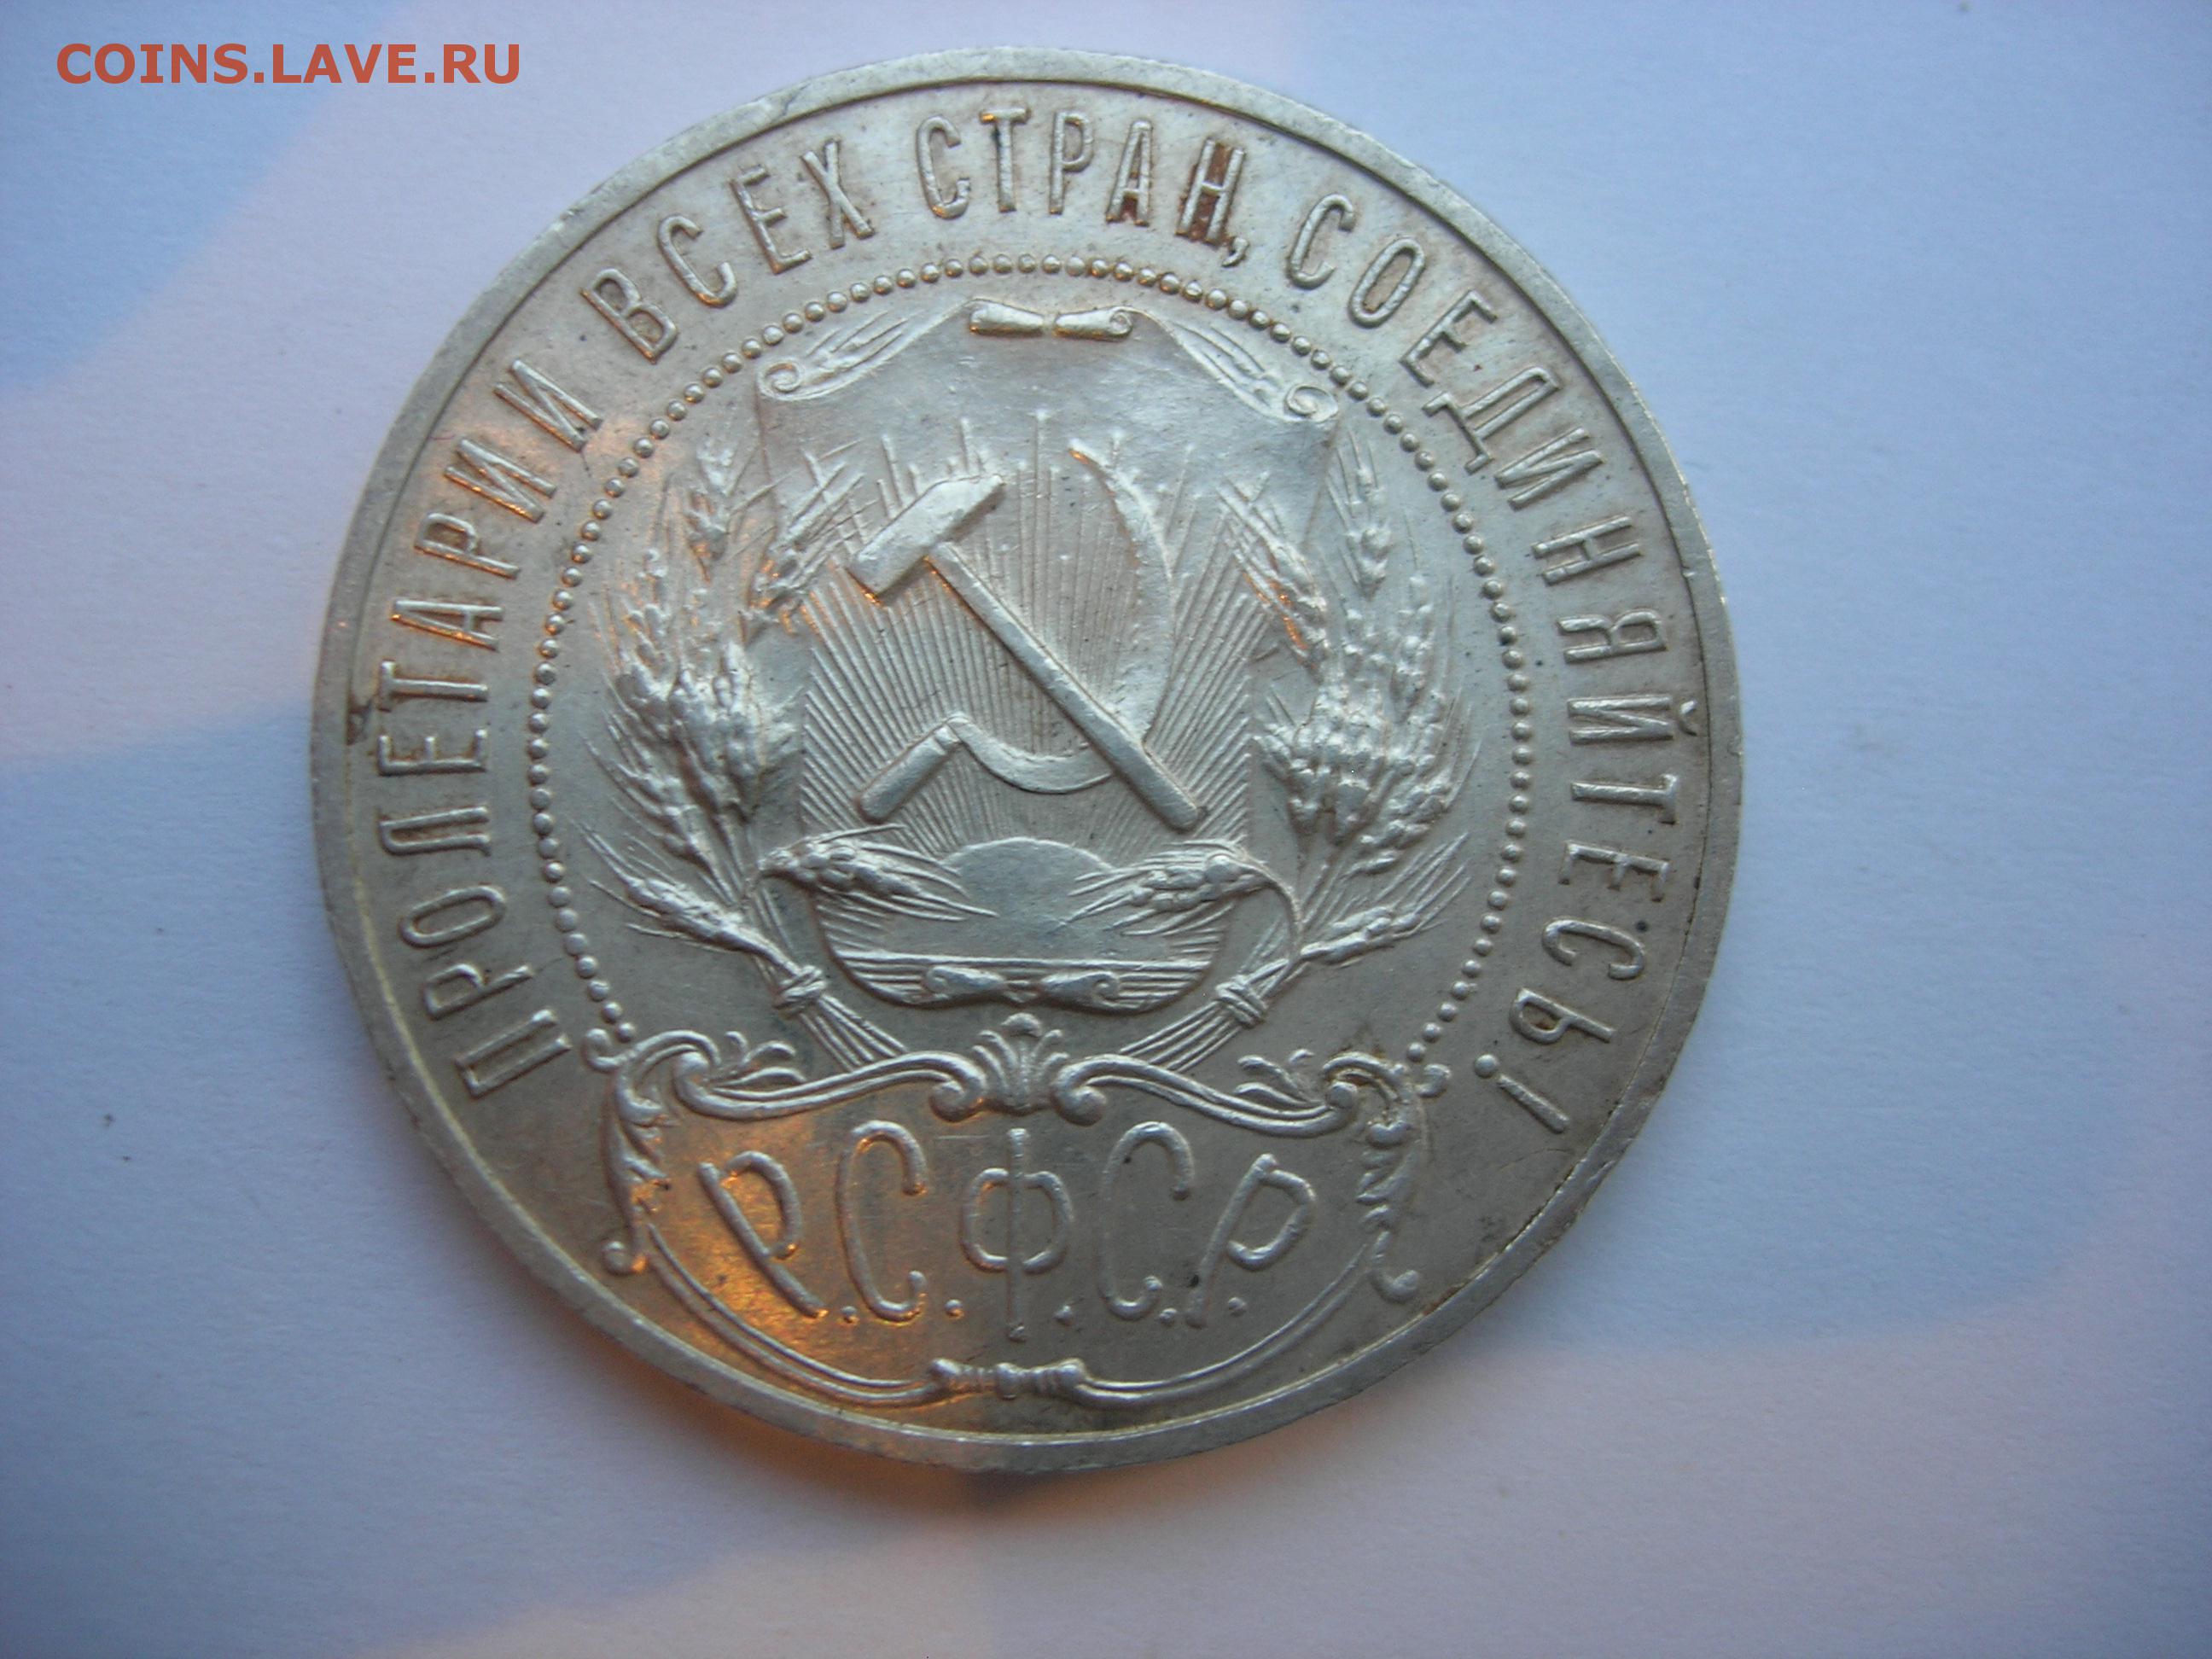 COINS.LAVE.RU
ПРОЛЕТАРИИ ВСЕХ СТРАН, СОЕДИНЯЙТЕСЬ!
Р.С.Ф.С.Р.